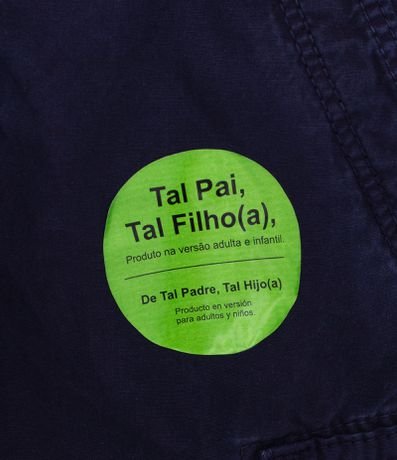 Tal Pai,
Tal Filho(a),
Produto na versão adulta e infantil.
De Tal Padre, Tal Hijo(a)
Producto en versión
para adultos y niños.